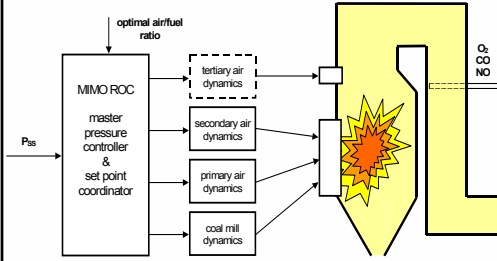 optimal air/fuel
ratio
MIMO ROC
master
pressure
controller
&
set point
coordinator
PSS
tertiary air
dynamics
secondary air
dynamics
primary air
dynamics
coal mill
dynamics
O₂
CO
NO